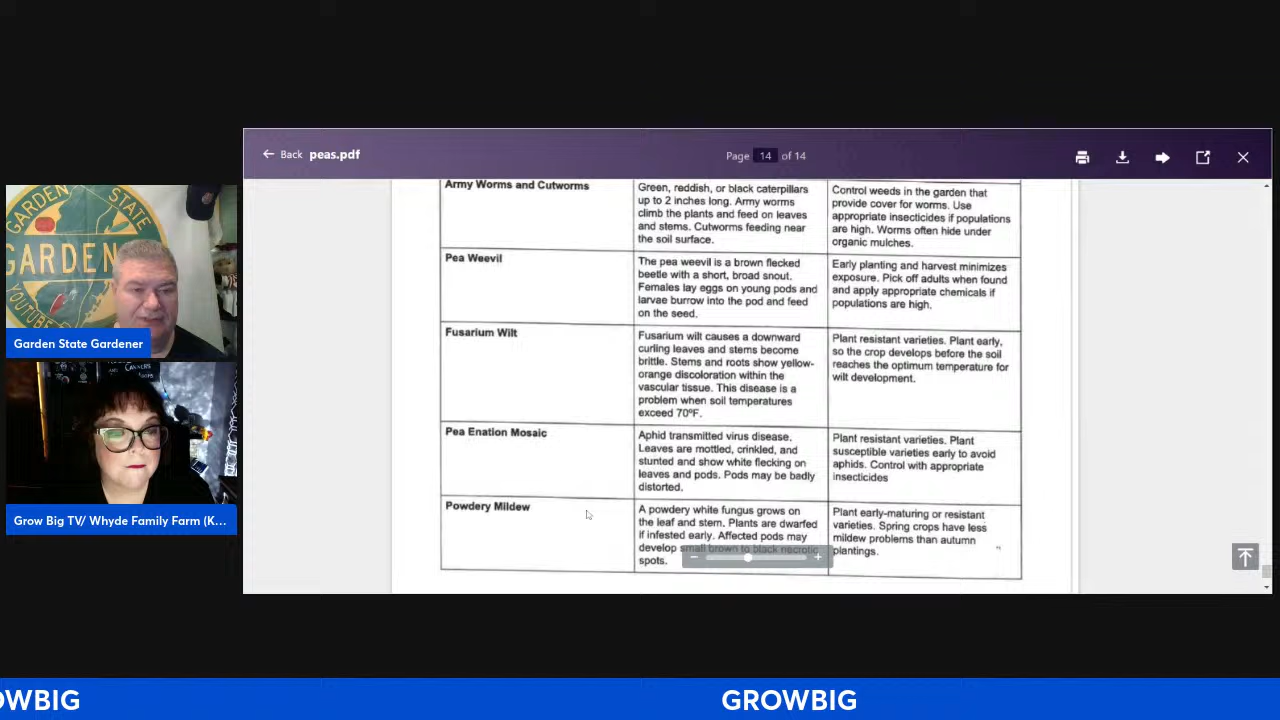 Back peas.pdf
Page 14 of 14
GARDEN STATE
GARDEN
YOUTUBE
Garden State Gardener
CANNERS
Grow Big TV/ Whyde Family Farm (K...
Army Worms and Cutworms
Green, reddish, or black caterpillars
up to 2 inches long. Army worms
climb the plants and feed on leaves
and stems. Cutworms feeding near
the soil surface.
Control weeds in the garden that
provide cover for worms. Use
appropriate insecticides if populations
are high. Worms often hide under
organic mulches.
Pea Weevil
The pea weevil is a brown flecked
beetle with a short, broad snout.
Females lay eggs on young pods and
larvae burrow into the pod and feed
on the seed.
Early planting and harvest minimizes
exposure. Pick off adults when found
and apply appropriate chemicals if
populations are high.
Fusarium Wilt
Fusarium wilt causes a downward
curling leaves and stems become
brittle. Stems and roots show yellow-
orange discoloration within the
vascular tissue. This disease is a
problem when soil temperatures
exceed 70ºF.
Plant resistant varieties. Plant early,
so the crop develops before the soil
reaches the optimum temperature for
wilt development.
Pea Enation Mosaic
Aphid transmitted virus disease.
Leaves are mottled, crinkled, and
stunted and show white flecking on
leaves and pods. Pods may be badly
distorted.
Plant resistant varieties. Plant
susceptible varieties early to avoid
aphids. Control with appropriate
insecticides
Powdery Mildew
A powdery white fungus grows on
the leaf and stem. Plants are dwarfed
if infested early. Affected pods may
develop small brown to black necrotic
spots.
Plant early-maturing or resistant
varieties. Spring crops have less
mildew problems than autumn
plantings.
OWBIG
GROWBIG